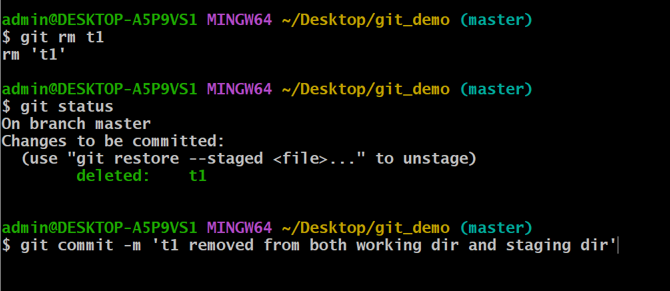 admin@DESKTOP-A5P9VS1 MINGW64 ~/Desktop/git_demo (master)
$ git rm t1
rm 't1'
admin@DESKTOP-A5P9VS1 MINGW64 ~/Desktop/git_demo (master)
$ git status
On branch master
Changes to be committed:
  (use "git restore --staged <file>..." to unstage)
        deleted:    t1
admin@DESKTOP-A5P9VS1 MINGW64 ~/Desktop/git_demo (master)
$ git commit -m 't1 removed from both working dir and staging dir'